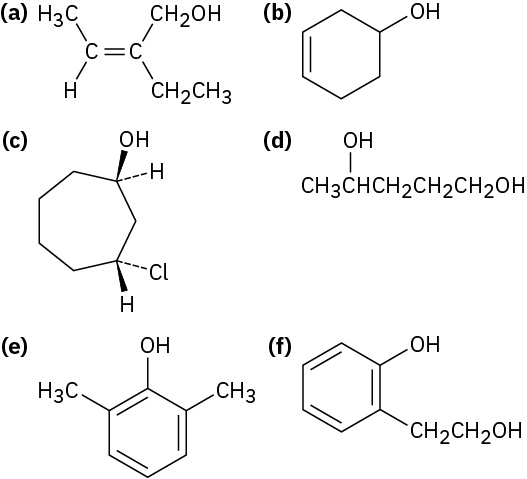 (a) H₃C CH₂OH
C=C
H CH₂CH₃
(b) OH
(c) OH
H
Cl
H
(d) OH
CH₃CHCH₂CH₂CH₂OH
(e) OH
H₃C CH₃
(f) OH
CH₂CH₂OH